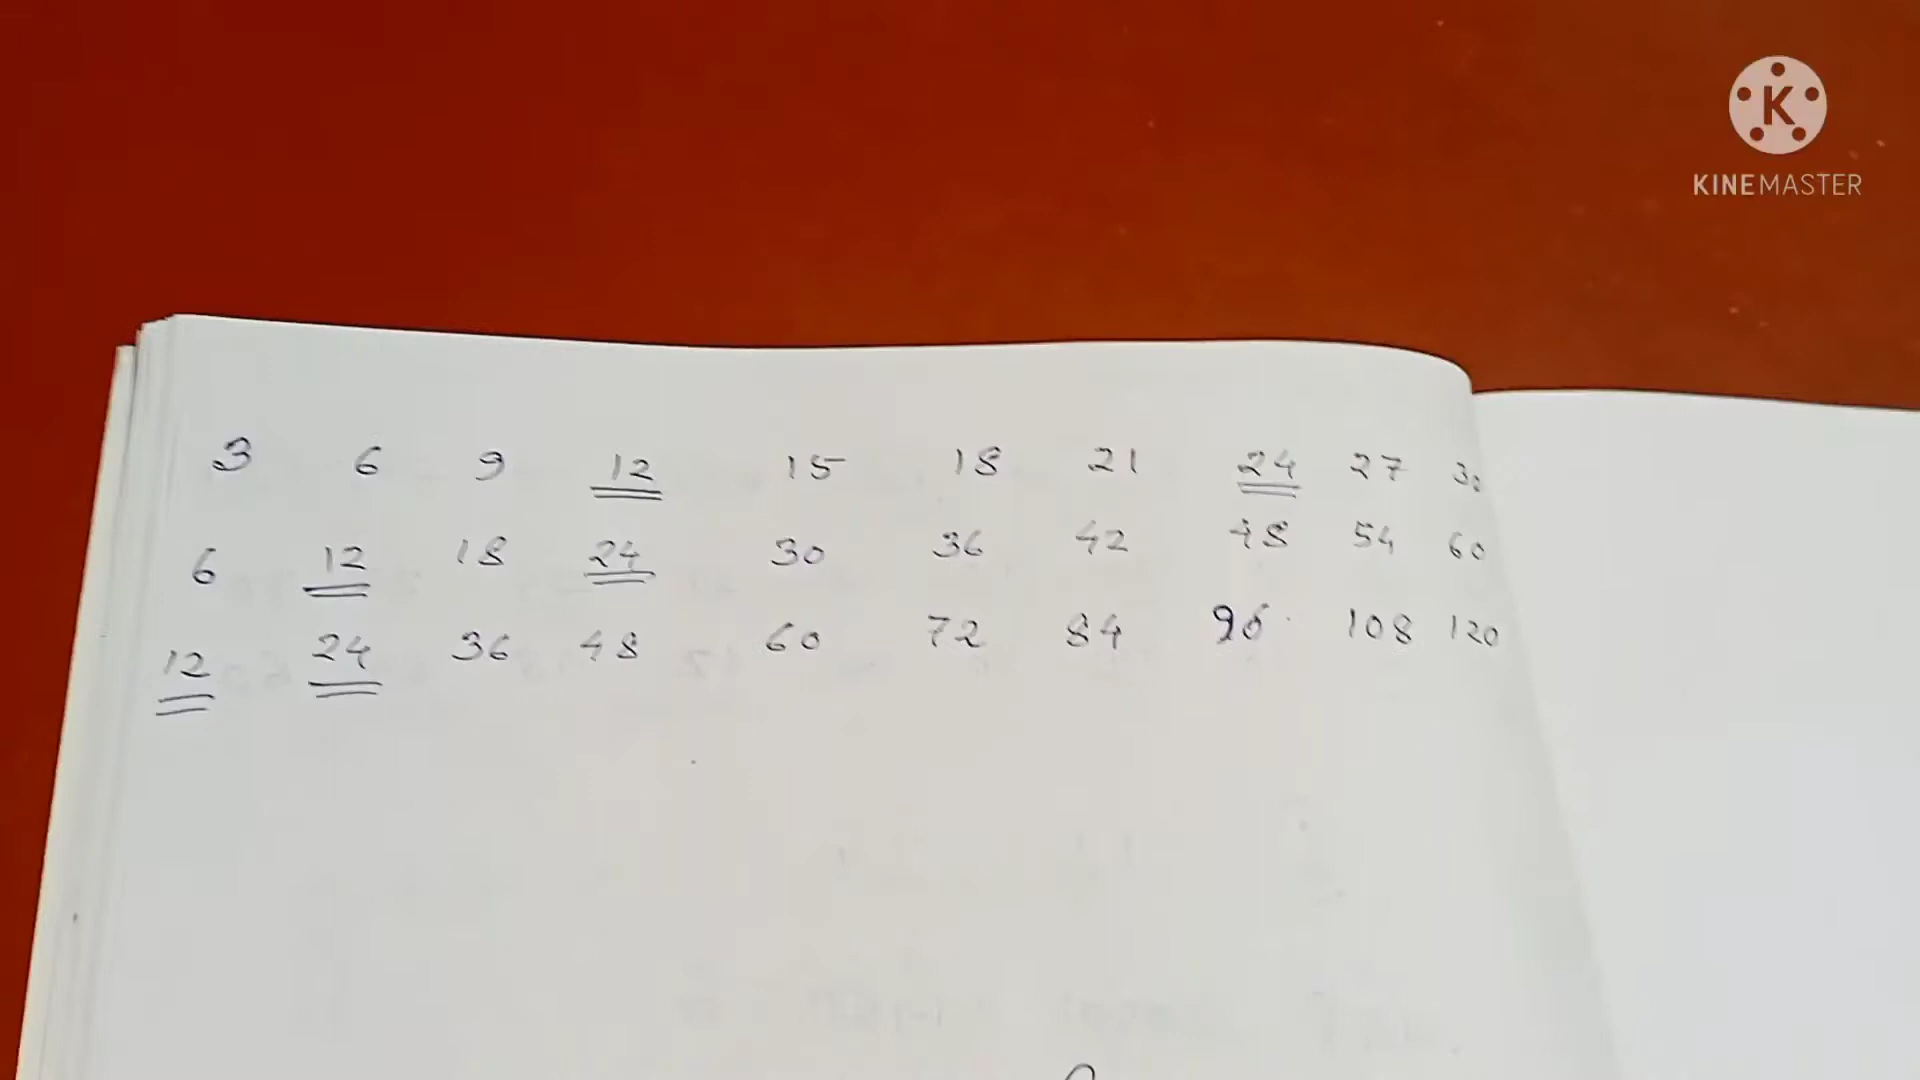 K
KINEMASTER
3 6 9 12 15 18 21 24 27 30
6 12 18 24 30 36 42 48 54 60
12 24 36 48 60 72 84 96 108 120